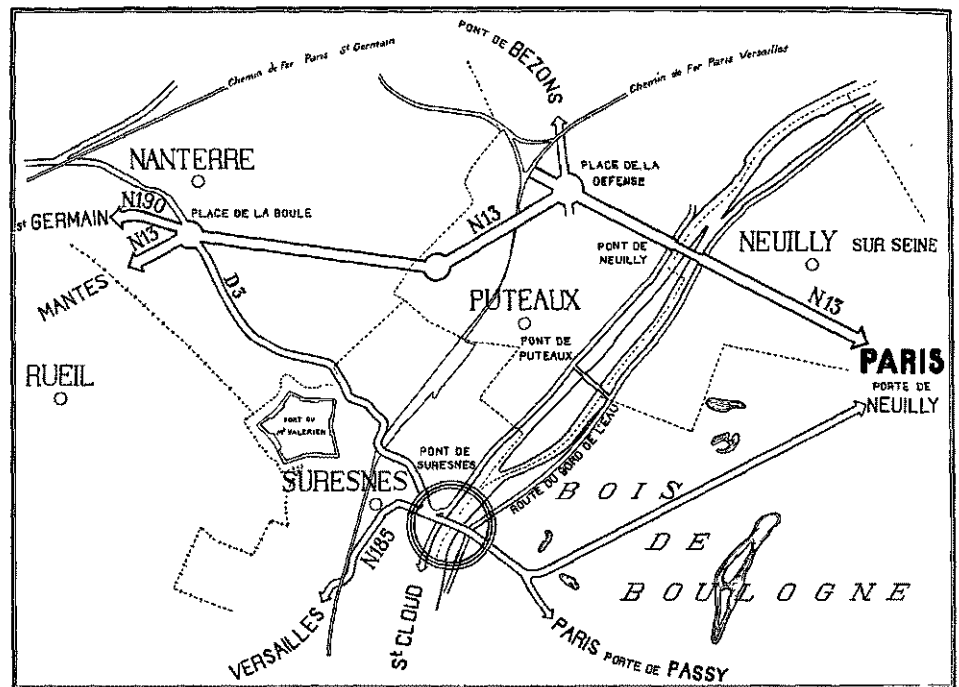 PONT DE
BEZONS
Chemin de Fer Paris St Germain
Chemin de Fer Paris Versailles
NANTERRE
PLACE DE LA
DEFENSE
N190
St GERMAIN
PLACE DE LA BOULE
N13
N13
PONT DE
NEUILLY
NEUILLY SUR SEINE
MANTES
D3
PUTEAUX
N13
PONT DE
PUTEAUX
PARIS
PORTE DE
NEUILLY
RUEIL
FORT DU
Mt VALERIEN
PONT DE
SURESNES
ROUTE DU BORD DE L'EAU
SURESNES
BOIS
DE
BOULOGNE
N185
VERSAILLES
St CLOUD
PARIS PORTE DE PASSY